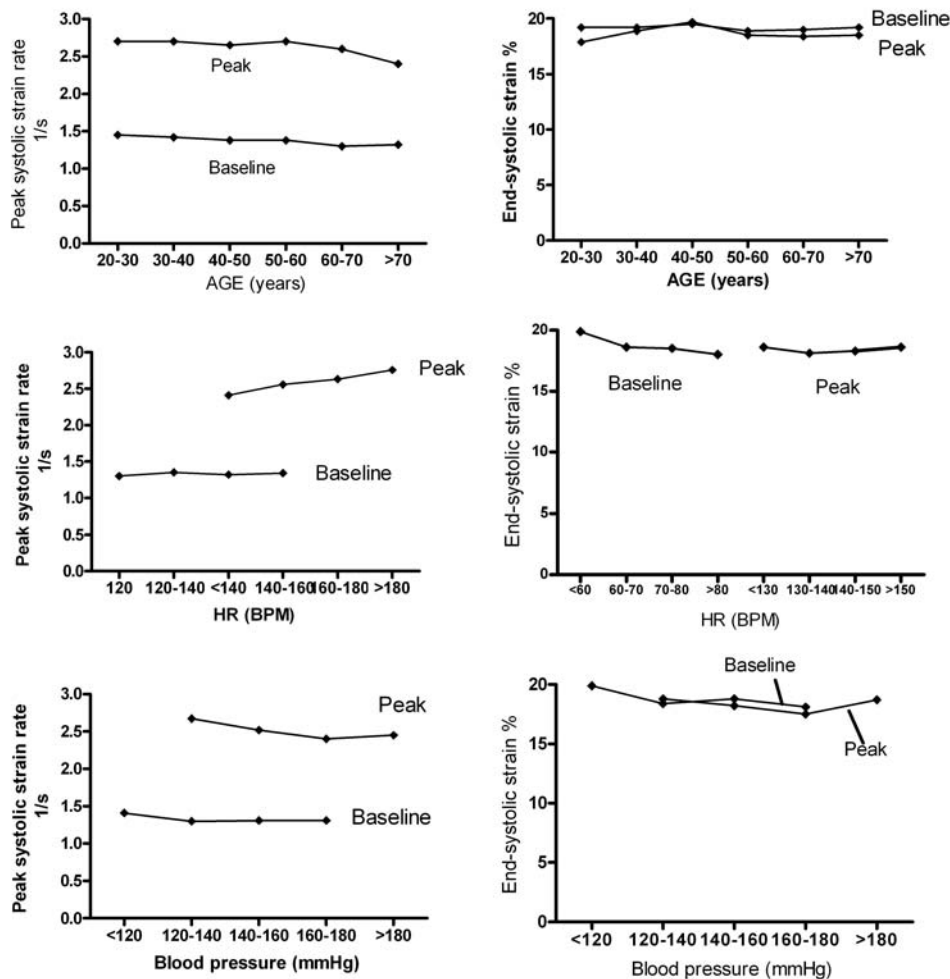 Peak systolic strain rate
1/s
3.0
2.5
2.0
1.5
1.0
0.5
0.0
Peak
Baseline
20-30 30-40 40-50 50-60 60-70 >70
AGE (years)
End-systolic strain %
20
15
10
5
0
Baseline
Peak
20-30 30-40 40-50 50-60 60-70 >70
AGE (years)
Peak systolic strain rate
1/s
3.0
2.5
2.0
1.5
1.0
0.5
0.0
Peak
Baseline
120 120-140 <140 140-160 160-180 >180
HR (BPM)
End-systolic strain %
20
15
10
5
0
Baseline
Peak
<60 60-70 70-80 >80 <130 130-140 140-150 >150
HR (BPM)
Peak systolic strain rate
1/s
3.0
2.5
2.0
1.5
1.0
0.5
0.0
Peak
Baseline
<120 120-140 140-160 160-180 >180
Blood pressure (mmHg)
End-systolic strain %
20
15
10
5
0
Baseline
Peak
<120 120-140 140-160 160-180 >180
Blood pressure (mmHg)